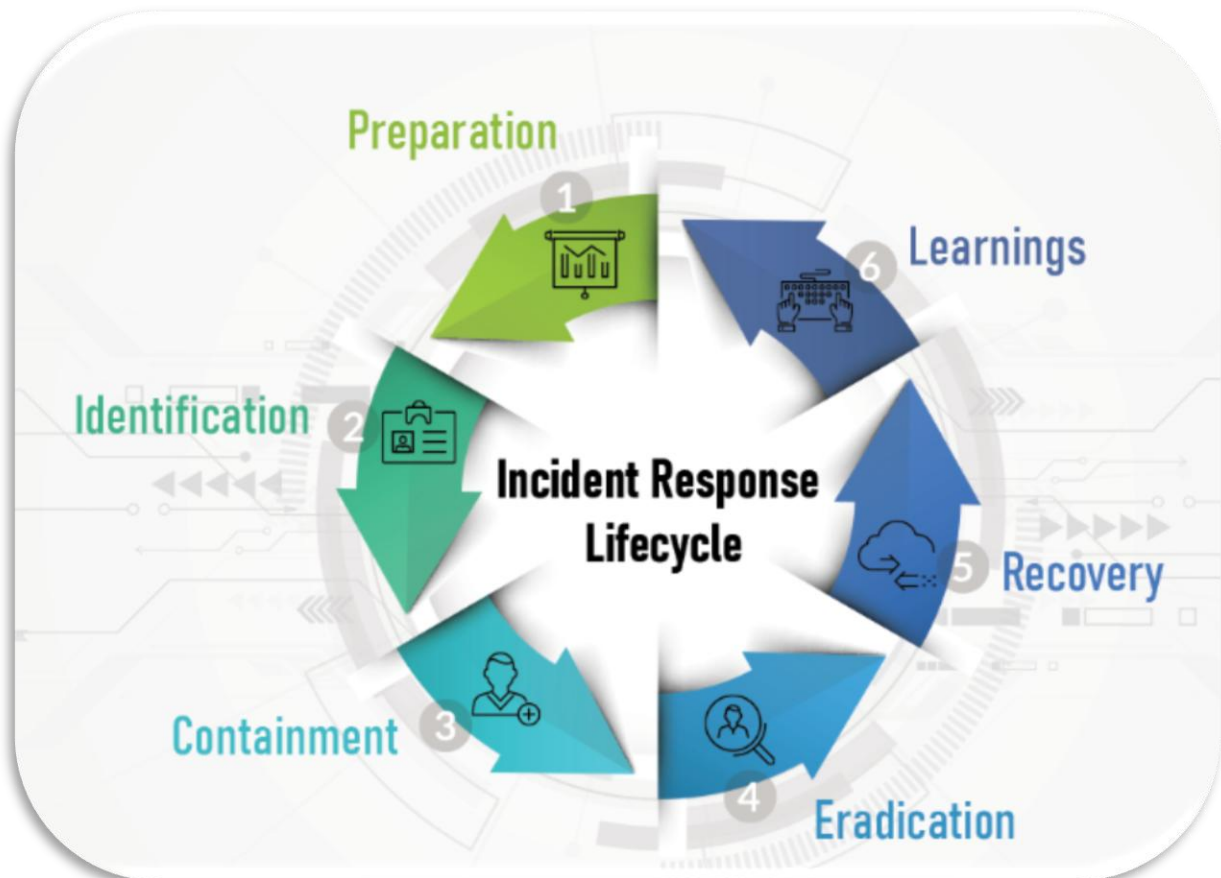 Preparation
1
Learnings
6
Identification
2
Incident Response
Lifecycle
5
Recovery
Containment
3
4
Eradication